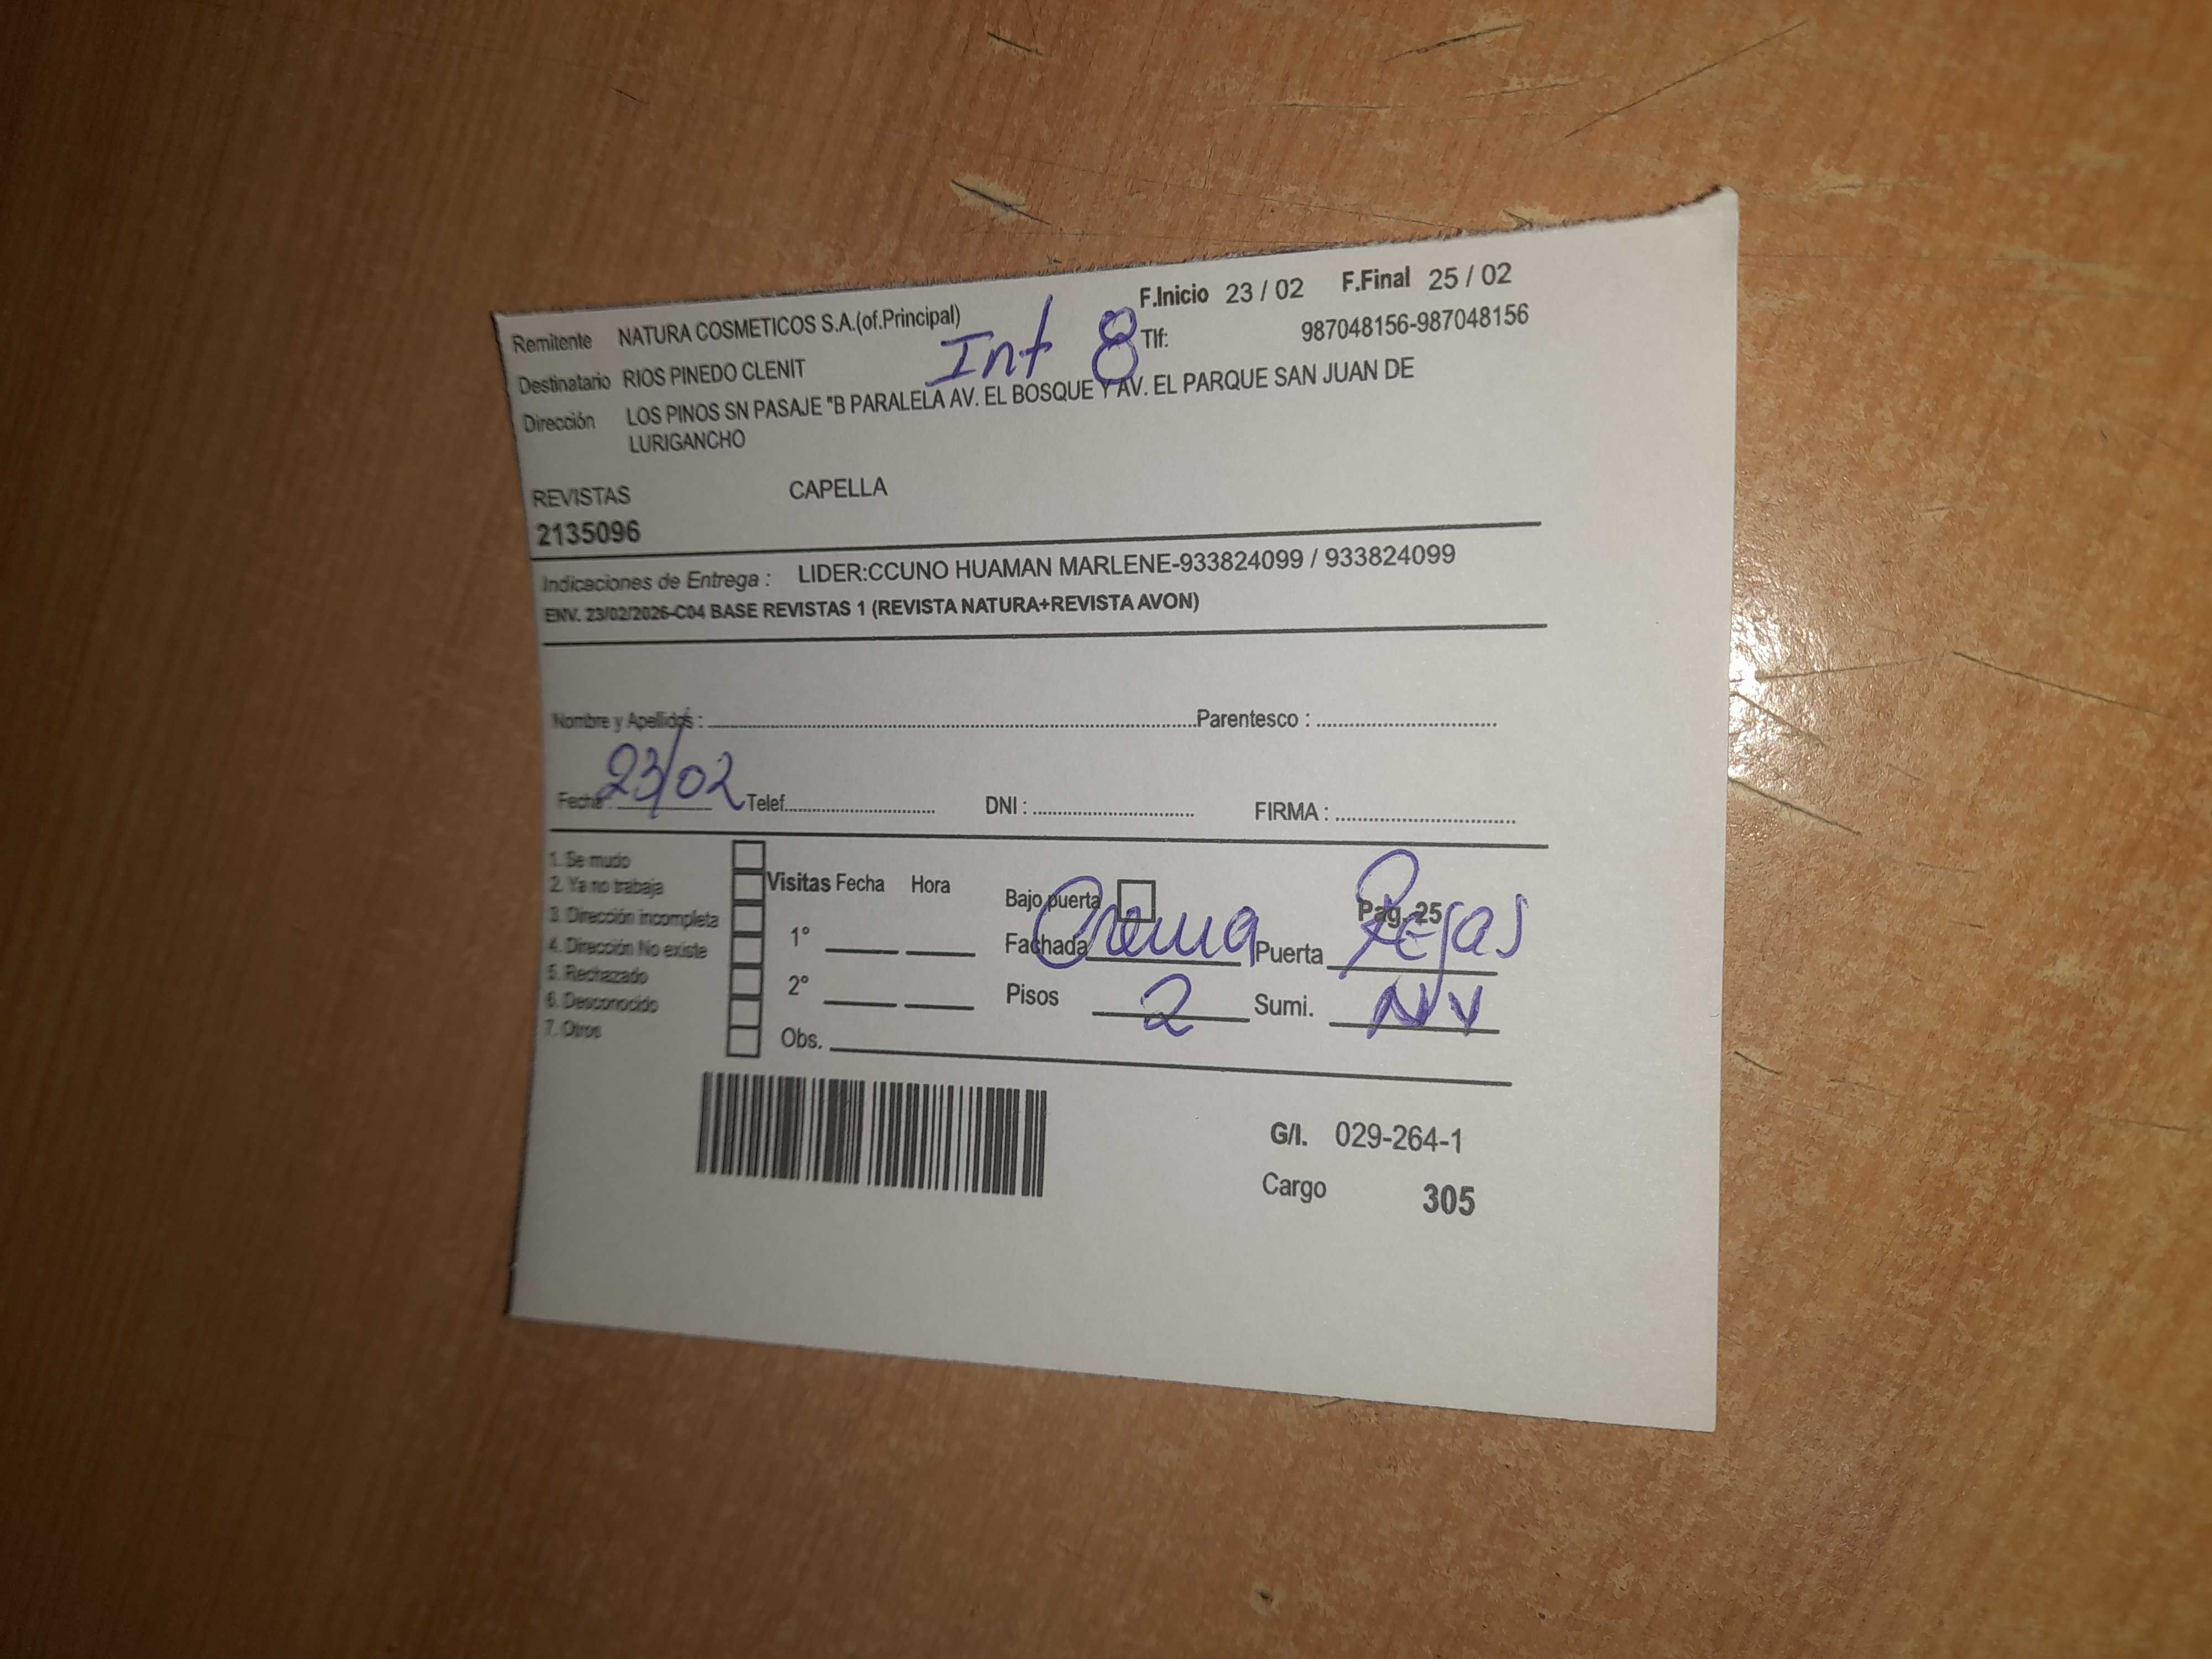 F.Inicio 23 / 02 F.Final 25 / 02
Remitente NATURA COSMETICOS S.A.(of.Principal)
Int 8
Tlf: 987048156-987048156
Destinatario RIOS PINEDO CLENIT
Dirección LOS PINOS SN PASAJE "B PARALELA AV. EL BOSQUE Y AV. EL PARQUE SAN JUAN DE
LURIGANCHO
REVISTAS CAPELLA
2135096
Indicaciones de Entrega : LIDER:CCUNO HUAMAN MARLENE-933824099 / 933824099
ENV. 23/02/2026-C04 BASE REVISTAS 1 (REVISTA NATURA+REVISTA AVON)
Nombre y Apellidos : Parentesco :
Fecha : 23/02 Telef. DNI : FIRMA :
1. Se mudo
2. Ya no trabaja
3. Dirección incompleta
4. Dirección No existe
5. Rechazado
6. Desconocido
7. Otros
Visitas Fecha Hora
1°
2°
Obs.
Bajo puerta Pag. 25
Fachada Crema Puerta Rejas
Pisos 2 Sumi. NV
G/I. 029-264-1
Cargo 305